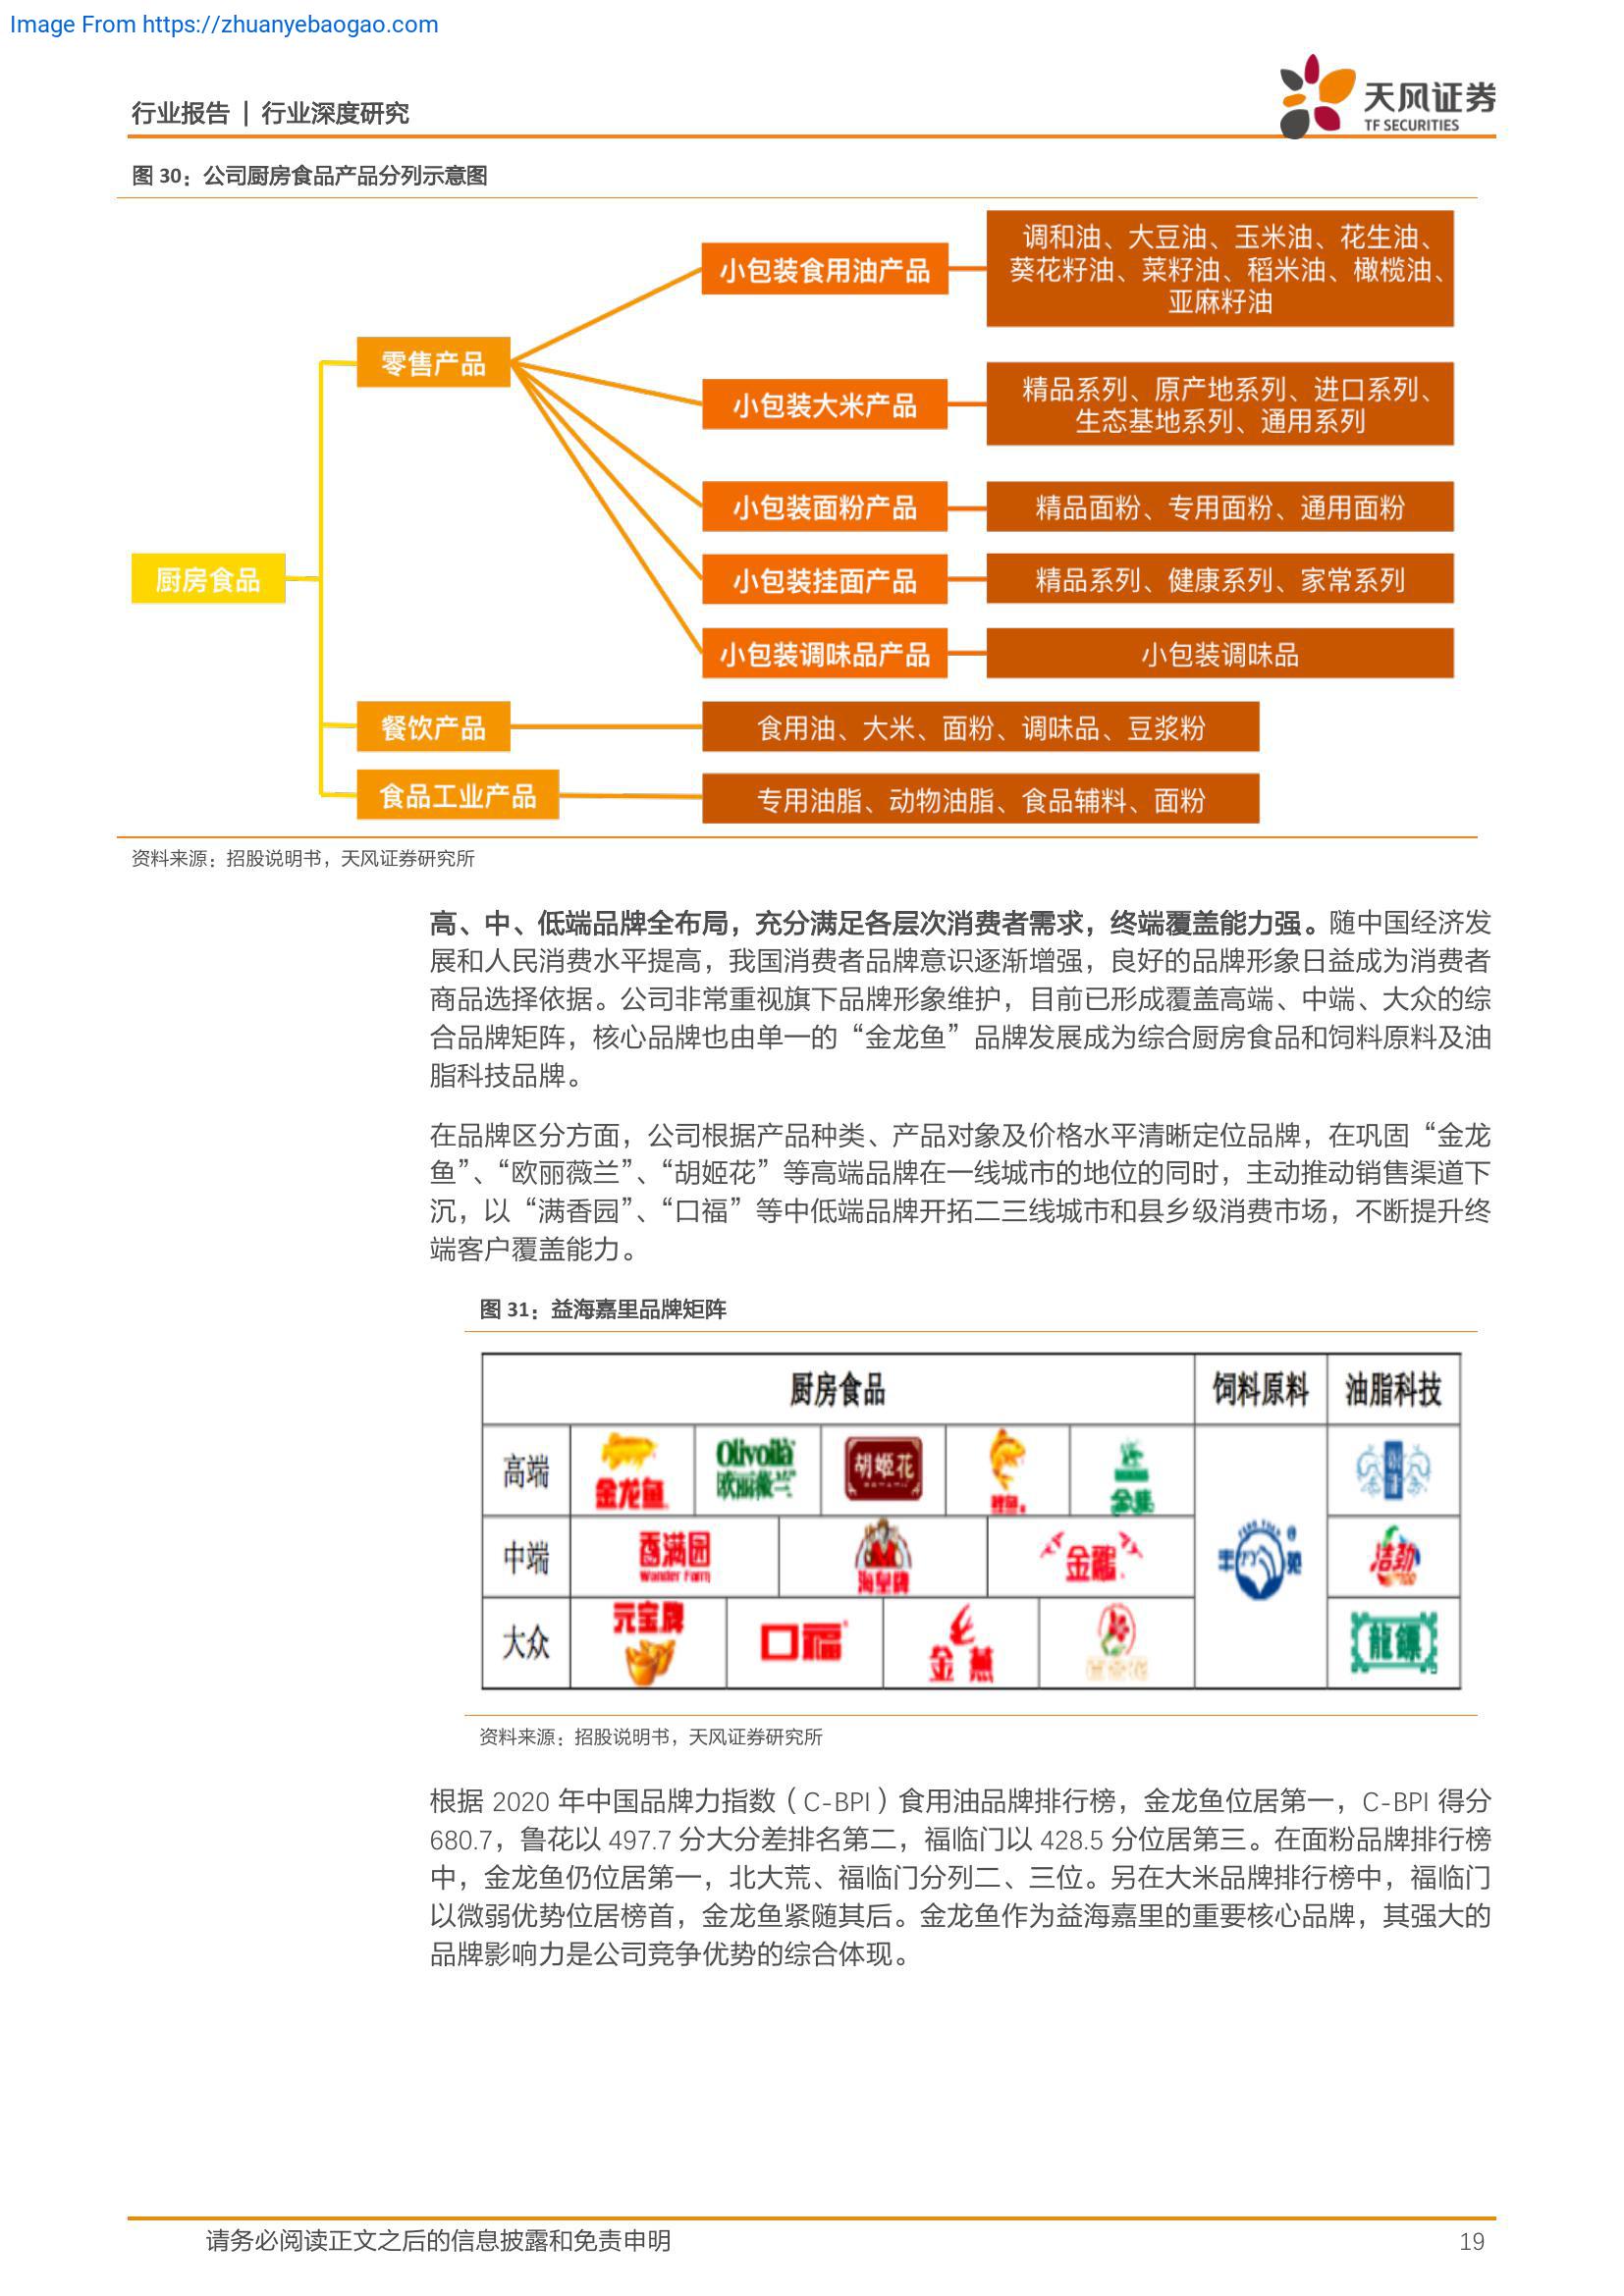 Image From https://zhuanyebaogao.com
行业报告 | 行业深度研究
天风证券
TF SECURITIES
图 30：公司厨房食品产品分列示意图
调和油、大豆油、玉米油、花生油、
葵花籽油、菜籽油、稻米油、橄榄油、
亚麻籽油
小包装食用油产品
零售产品
小包装大米产品
精品系列、原产地系列、进口系列、
生态基地系列、通用系列
小包装面粉产品
精品面粉、专用面粉、通用面粉
厨房食品
小包装挂面产品
精品系列、健康系列、家常系列
小包装调味品产品
小包装调味品
餐饮产品
食用油、大米、面粉、调味品、豆浆粉
食品工业产品
专用油脂、动物油脂、食品辅料、面粉
资料来源：招股说明书，天风证券研究所
高、中、低端品牌全布局，充分满足各层次消费者需求，终端覆盖能力强。随中国经济发
展和人民消费水平提高，我国消费者品牌意识逐渐增强，良好的品牌形象日益成为消费者
商品选择依据。公司非常重视旗下品牌形象维护，目前已形成覆盖高端、中端、大众的综
合品牌矩阵，核心品牌也由单一的“金龙鱼”品牌发展成为综合厨房食品和饲料原料及油
脂科技品牌。
在品牌区分方面，公司根据产品种类、产品对象及价格水平清晰定位品牌，在巩固“金龙
鱼”、“欧丽薇兰”、“胡姬花”等高端品牌在一线城市的地位的同时，主动推动销售渠道下
沉，以“满香园”、“口福”等中低端品牌开拓二三线城市和县乡级消费市场，不断提升终
端客户覆盖能力。
图 31：益海嘉里品牌矩阵
厨房食品
饲料原料
油脂科技
高端
金龙鱼
Olivoilà
欧丽薇兰
胡姬花
鲤鱼
中端
香满园
Wonder Farm
海皇牌
金鹂
洁劲
大众
元宝牌
口福
金燕
龍鏢
资料来源：招股说明书，天风证券研究所
根据 2020 年中国品牌力指数（C-BPI）食用油品牌排行榜，金龙鱼位居第一，C-BPI 得分
680.7，鲁花以 497.7 分大分差排名第二，福临门以 428.5 分位居第三。在面粉品牌排行榜
中，金龙鱼仍位居第一，北大荒、福临门分列二、三位。另在大米品牌排行榜中，福临门
以微弱优势位居榜首，金龙鱼紧随其后。金龙鱼作为益海嘉里的重要核心品牌，其强大的
品牌影响力是公司竞争优势的综合体现。
请务必阅读正文之后的信息披露和免责申明
19